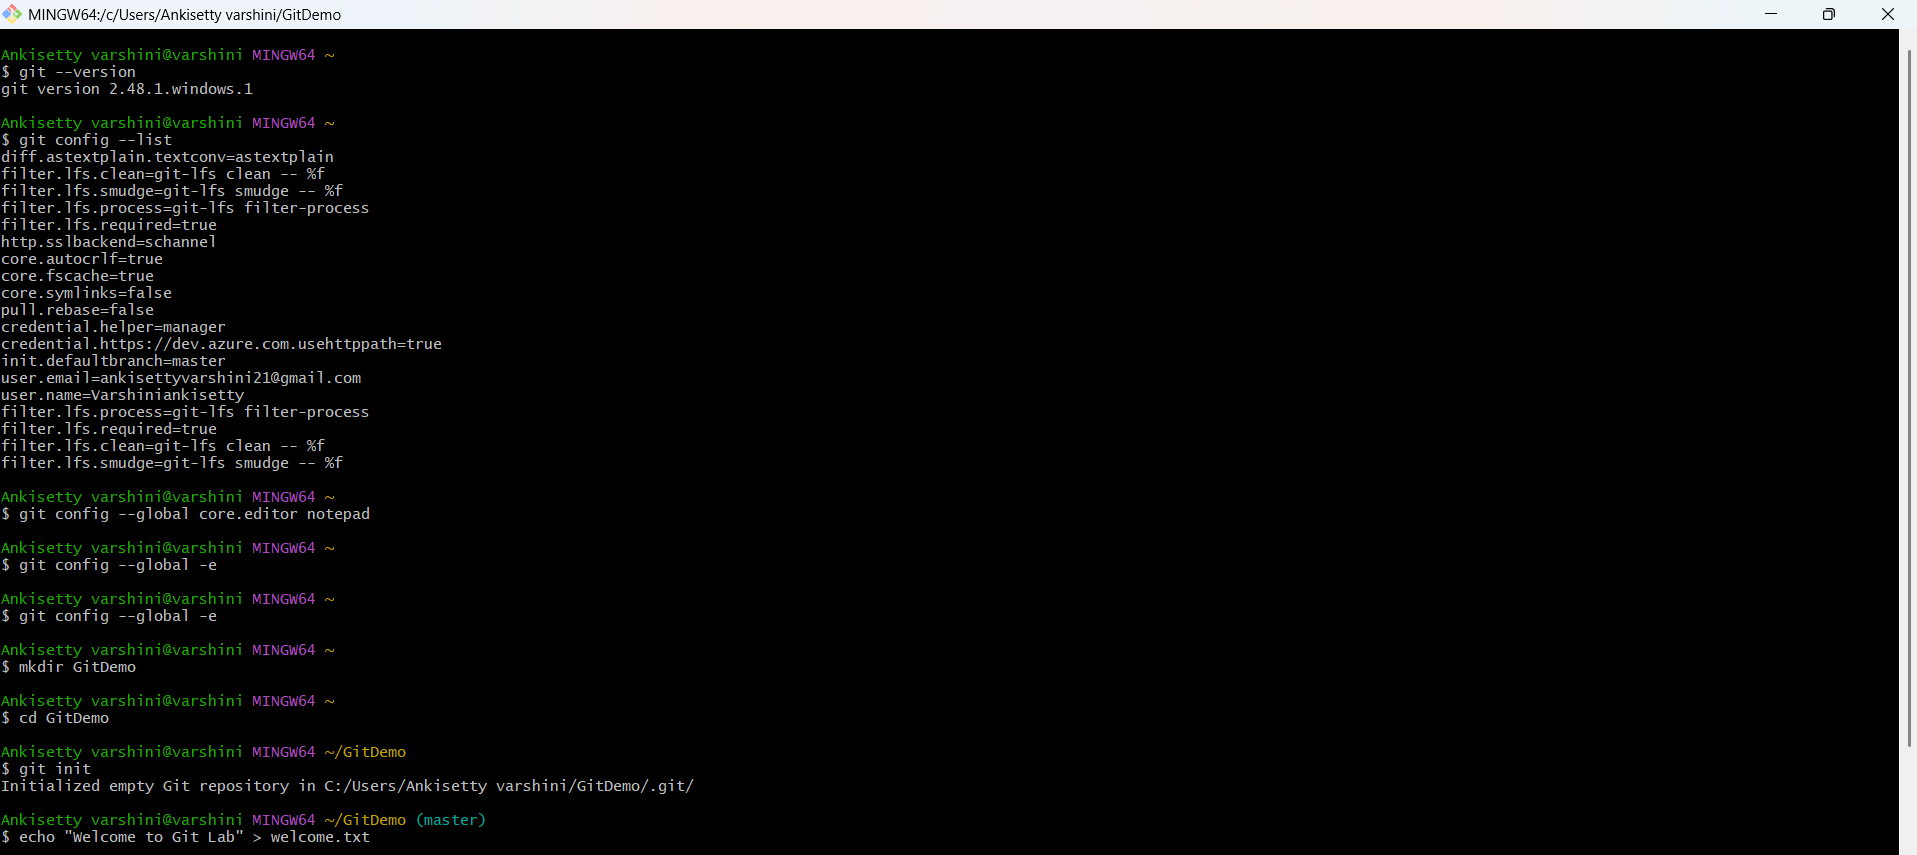 MINGW64:/c/Users/Ankisetty varshini/GitDemo
Ankisetty varshini@varshini MINGW64 ~
$ git --version
git version 2.48.1.windows.1
Ankisetty varshini@varshini MINGW64 ~
$ git config --list
diff.astextplain.textconv=astextplain
filter.lfs.clean=git-lfs clean -- %f
filter.lfs.smudge=git-lfs smudge -- %f
filter.lfs.process=git-lfs filter-process
filter.lfs.required=true
http.sslbackend=schannel
core.autocrlf=true
core.fscache=true
core.symlinks=false
pull.rebase=false
credential.helper=manager
credential.https://dev.azure.com.usehttppath=true
init.defaultbranch=master
user.email=ankisettyvarshini21@gmail.com
user.name=Varshiniankisetty
filter.lfs.process=git-lfs filter-process
filter.lfs.required=true
filter.lfs.clean=git-lfs clean -- %f
filter.lfs.smudge=git-lfs smudge -- %f
Ankisetty varshini@varshini MINGW64 ~
$ git config --global core.editor notepad
Ankisetty varshini@varshini MINGW64 ~
$ git config --global -e
Ankisetty varshini@varshini MINGW64 ~
$ git config --global -e
Ankisetty varshini@varshini MINGW64 ~
$ mkdir GitDemo
Ankisetty varshini@varshini MINGW64 ~
$ cd GitDemo
Ankisetty varshini@varshini MINGW64 ~/GitDemo
$ git init
Initialized empty Git repository in C:/Users/Ankisetty varshini/GitDemo/.git/
Ankisetty varshini@varshini MINGW64 ~/GitDemo (master)
$ echo "Welcome to Git Lab" > welcome.txt